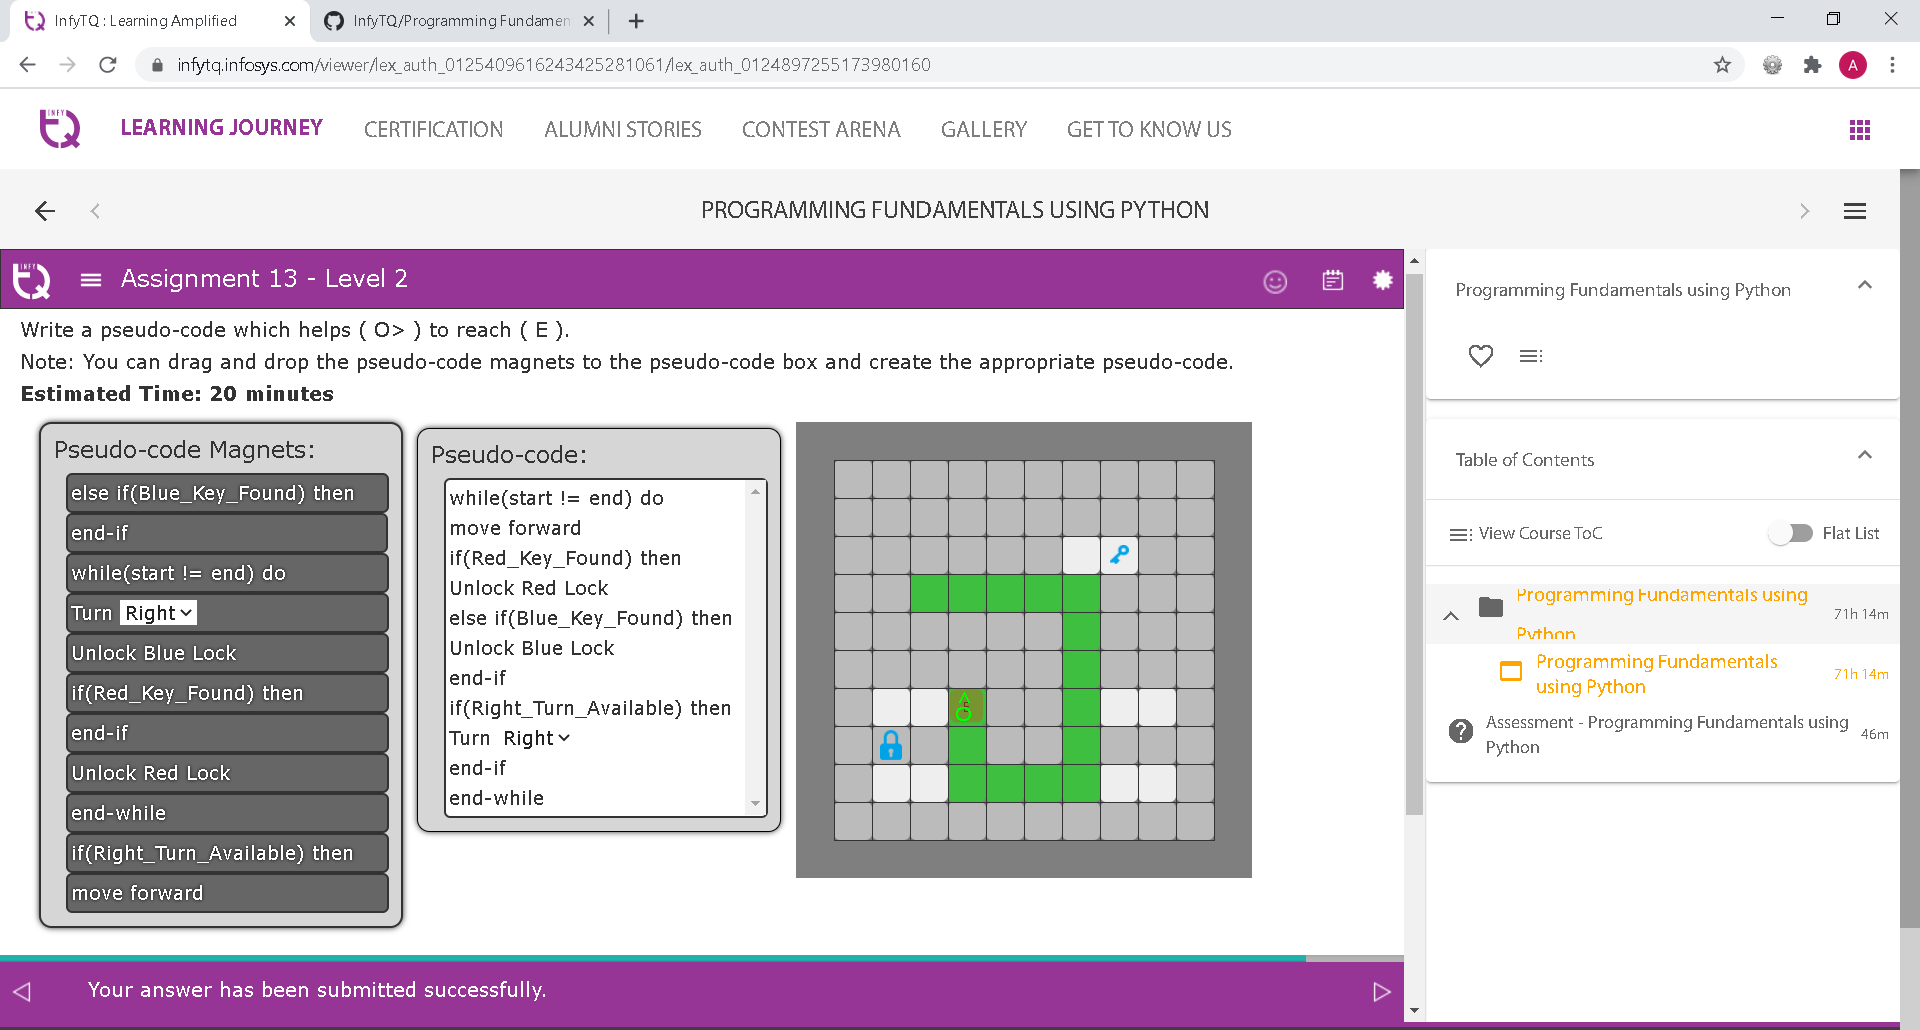 InfyTQ : Learning Amplified
InfyTQ/Programming Fundamen
infytq.infosys.com/viewer/lex_auth_0125409616243425281061/lex_auth_0124897255173980160
A
INFY
TQ
LEARNING JOURNEY
CERTIFICATION
ALUMNI STORIES
CONTEST ARENA
GALLERY
GET TO KNOW US
PROGRAMMING FUNDAMENTALS USING PYTHON
INFY
TQ
Assignment 13 - Level 2
Write a pseudo-code which helps ( O> ) to reach ( E ).
Note: You can drag and drop the pseudo-code magnets to the pseudo-code box and create the appropriate pseudo-code.
Estimated Time: 20 minutes
Pseudo-code Magnets:
else if(Blue_Key_Found) then
end-if
while(start != end) do
Turn Right
Unlock Blue Lock
if(Red_Key_Found) then
end-if
Unlock Red Lock
end-while
if(Right_Turn_Available) then
move forward
Pseudo-code:
while(start != end) do
move forward
if(Red_Key_Found) then
Unlock Red Lock
else if(Blue_Key_Found) then
Unlock Blue Lock
end-if
if(Right_Turn_Available) then
Turn Right
end-if
end-while
Your answer has been submitted successfully.
Programming Fundamentals using Python
Table of Contents
View Course ToC
Flat List
Programming Fundamentals using
Python
71h 14m
Programming Fundamentals
using Python
71h 14m
Assessment - Programming Fundamentals using
Python
46m